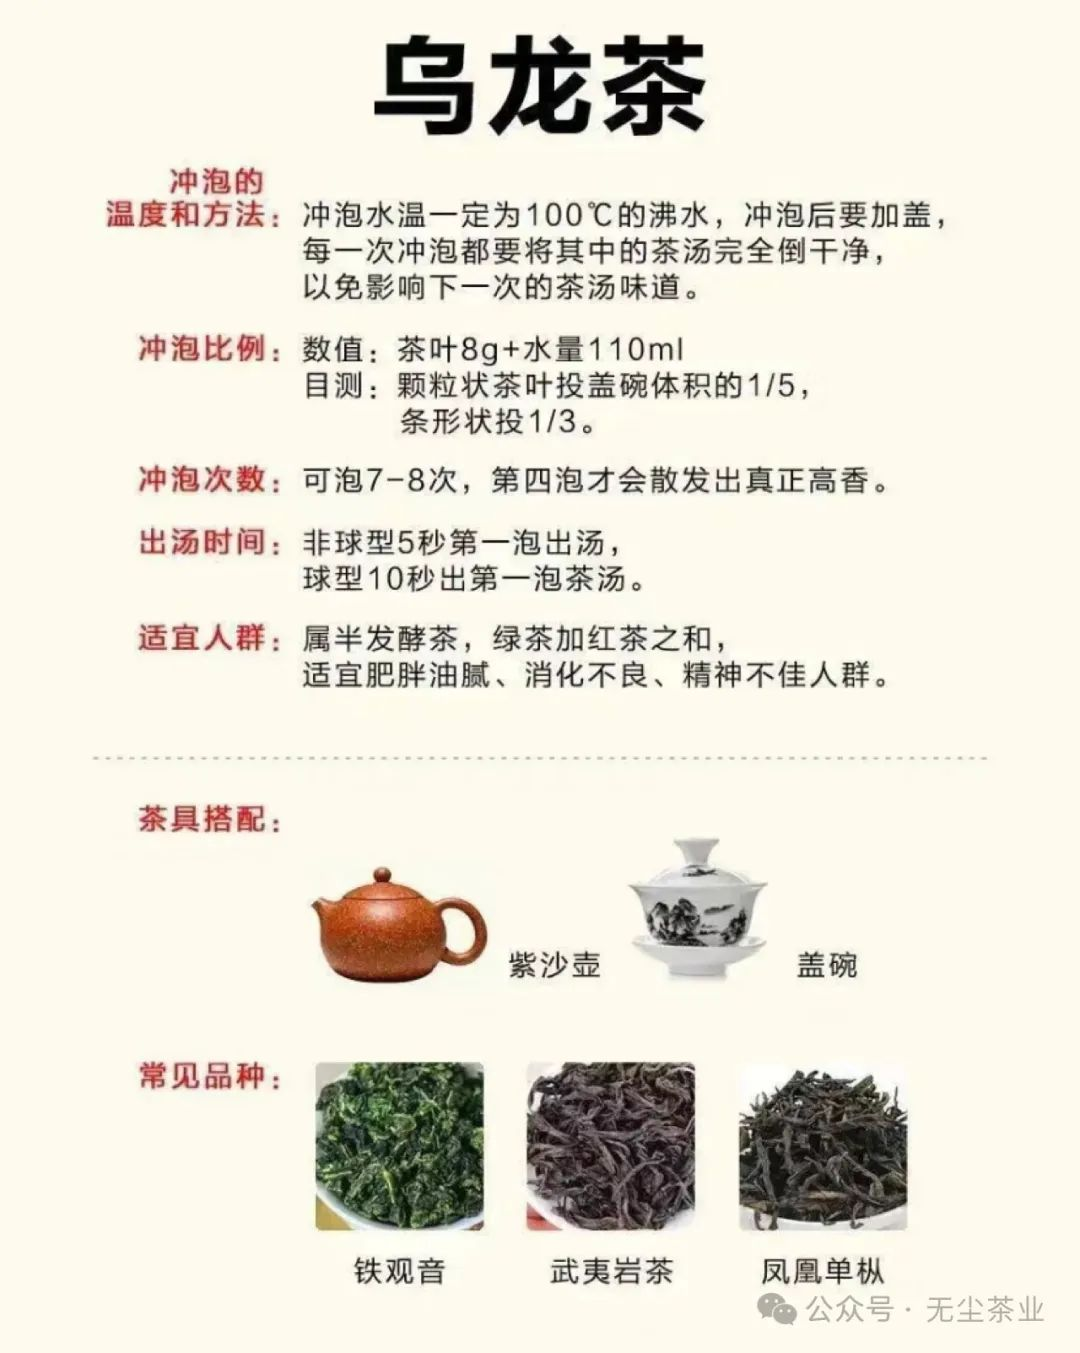 乌龙茶
冲泡的
温度和方法：
冲泡水温一定为100℃的沸水，冲泡后要加盖，
每一次冲泡都要将其中的茶汤完全倒干净，
以免影响下一次的茶汤味道。
冲泡比例：
数值：茶叶8g+水量110ml
目测：颗粒状茶叶投盖碗体积的1/5，
条形状投1/3。
冲泡次数：
可泡7-8次，第四泡才会散发出真正高香。
出汤时间：
非球型5秒第一泡出汤，
球型10秒出第一泡茶汤。
适宜人群：
属半发酵茶，绿茶加红茶之和，
适宜肥胖油腻、消化不良、精神不佳人群。
茶具搭配：
紫沙壶
盖碗
常见品种：
铁观音
武夷岩茶
凤凰单枞
公众号·无尘茶业